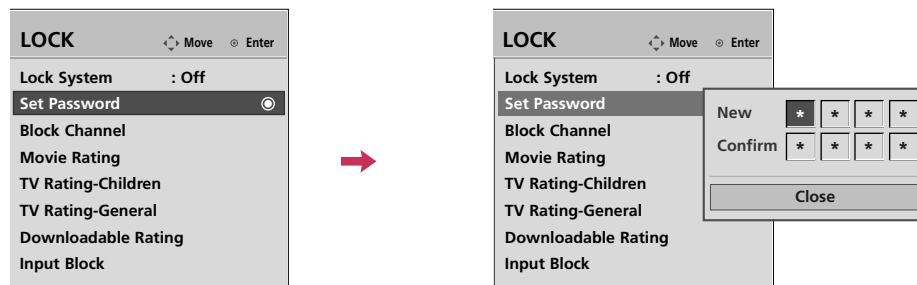 LOCK Move Enter
Lock System : Off
Set Password
Block Channel
Movie Rating
TV Rating-Children
TV Rating-General
Downloadable Rating
Input Block
LOCK Move Enter
Lock System : Off
Set Password
Block Channel
Movie Rating
TV Rating-Children
TV Rating-General
Downloadable Rating
Input Block
New * * * *
Confirm * * * *
Close